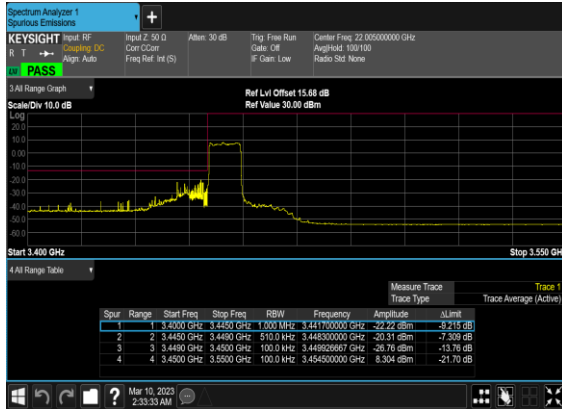 Spectrum Analyzer 1
Spurious Emissions
KEYSIGHT Input: RF Input Z: 50 Ω Atten: 30 dB Trig: Free Run Center Freq: 22.005000000 GHz
R T Coupling: DC Corr CCorr Gate: Off Avg|Hold: 100/100
Align: Auto Freq Ref: Int (S) IF Gain: Low Radio Std: None
PASS
3 All Range Graph
Ref Lvl Offset 15.68 dB
Scale/Div 10.0 dB Ref Value 30.00 dBm
Log
20.0
10.0
0.00
-10.0
-20.0
-30.0
-40.0
-50.0
-60.0
Start 3.400 GHz Stop 3.550 GH
4 All Range Table
Measure Trace Trace 1
Trace Type Trace Average (Active)
Spur Range Start Freq Stop Freq RBW Frequency Amplitude ΔLimit
1 1 3.4000 GHz 3.4450 GHz 1.000 MHz 3.441700000 GHz -22.22 dBm -9.215 dB
2 2 3.4450 GHz 3.4490 GHz 510.0 kHz 3.448300000 GHz -20.31 dBm -7.309 dB
3 3 3.4490 GHz 3.4500 GHz 100.0 kHz 3.449926667 GHz -26.76 dBm -13.76 dB
4 4 3.4500 GHz 3.5500 GHz 100.0 kHz 3.454500000 GHz 8.304 dBm -21.70 dB
Mar 10, 2023
2:33:33 AM